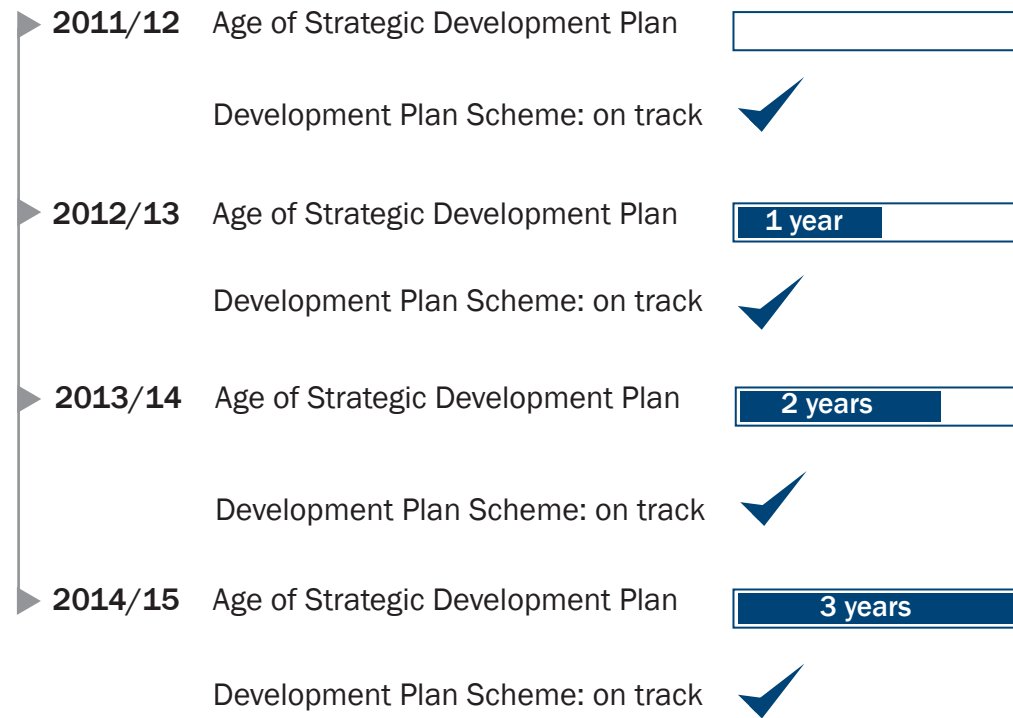 2011/12 Age of Strategic Development Plan
Development Plan Scheme: on track
2012/13 Age of Strategic Development Plan 1 year
Development Plan Scheme: on track
2013/14 Age of Strategic Development Plan 2 years
Development Plan Scheme: on track
2014/15 Age of Strategic Development Plan 3 years
Development Plan Scheme: on track